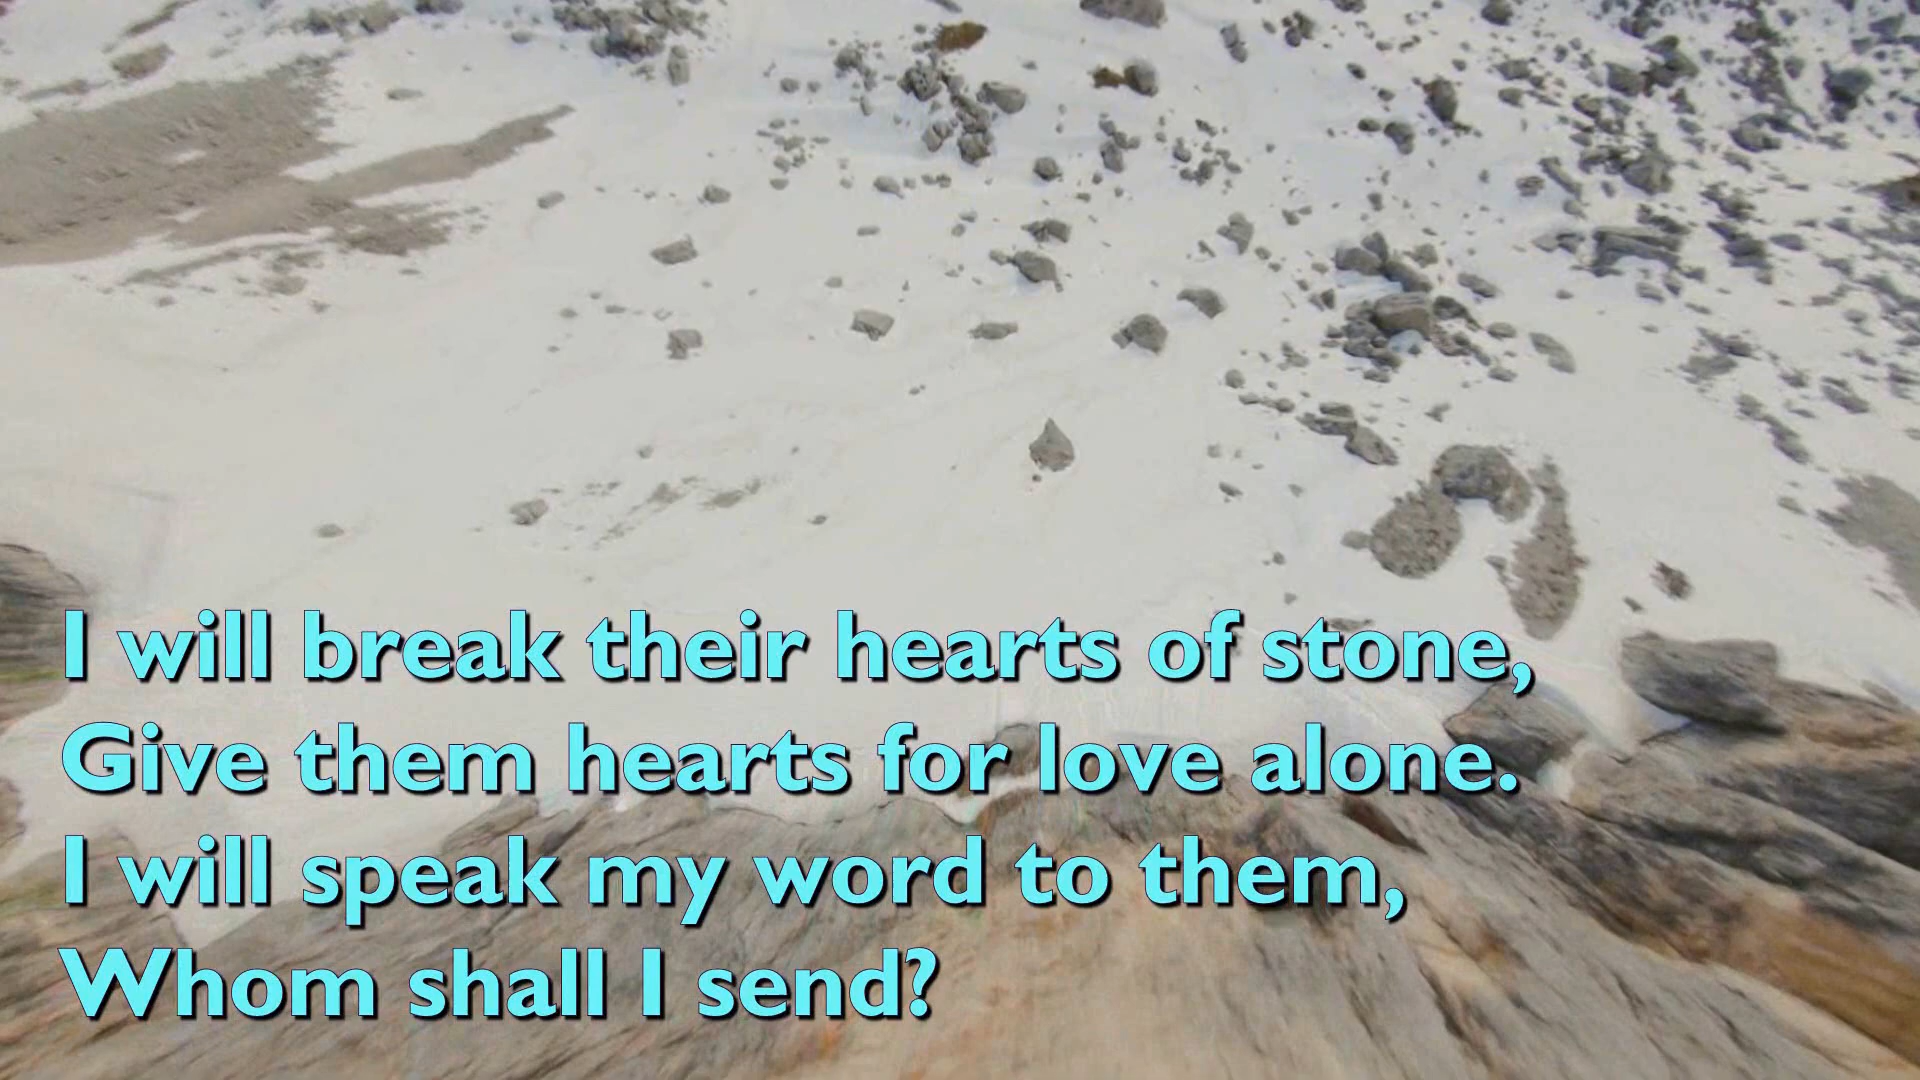 I will break their hearts of stone,
Give them hearts for love alone.
I will speak my word to them,
Whom shall I send?